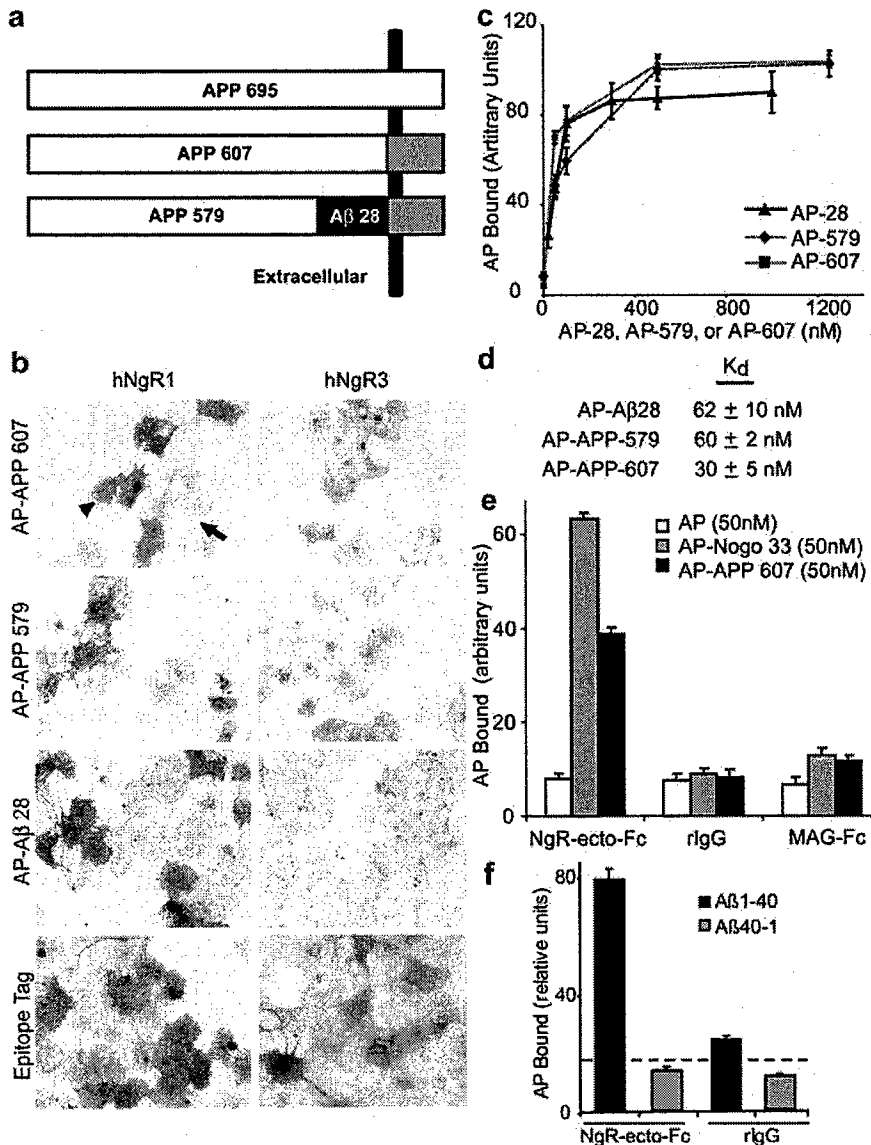 a
APP 695
APP 607
APP 579
Aβ 28
Extracellular
b
hNgR1
hNgR3
AP-APP 607
AP-APP 579
AP-Aβ 28
Epitope Tag
c
AP Bound (Artitrary Units)
120
80
40
0
0
400
800
1200
AP-28
AP-579
AP-607
AP-28, AP-579, or AP-607 (nM)
d
Kd
AP-Aβ28 62 ± 10 nM
AP-APP-579 60 ± 2 nM
AP-APP-607 30 ± 5 nM
e
AP Bound (arbitrary units)
60
40
20
0
AP (50nM)
AP-Nogo 33 (50nM)
AP-APP 607 (50nM)
NgR-ecto-Fc
rIgG
MAG-Fc
f
AP Bound (relative units)
80
40
0
Aß1-40
Aß40-1
NgR-ecto-Fc
rIgG